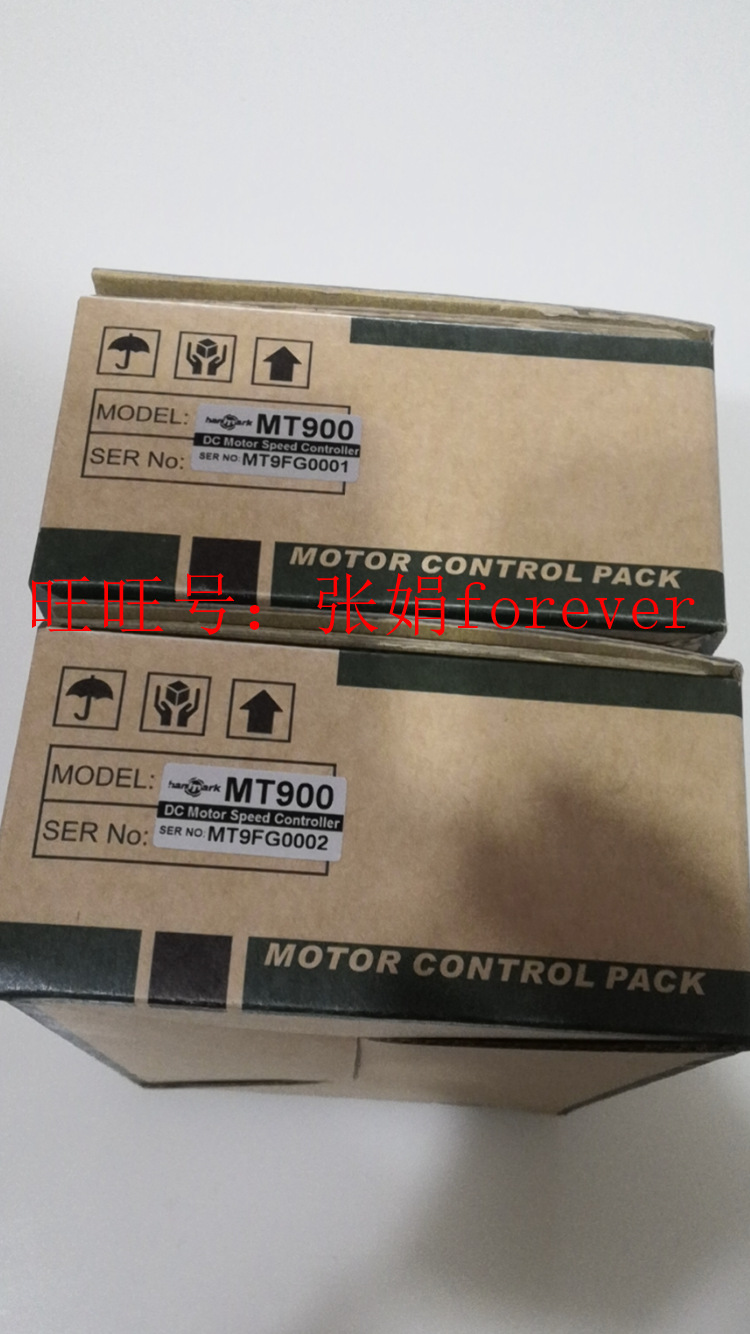 MODEL:
hanmark MT900
DC Motor Speed Controller
SER No:
SER NO: MT9FG0001
MOTOR CONTROL PACK
旺旺号：张娟forever
MODEL:
hanmark MT900
DC Motor Speed Controller
SER No:
SER NO: MT9FG0002
MOTOR CONTROL PACK